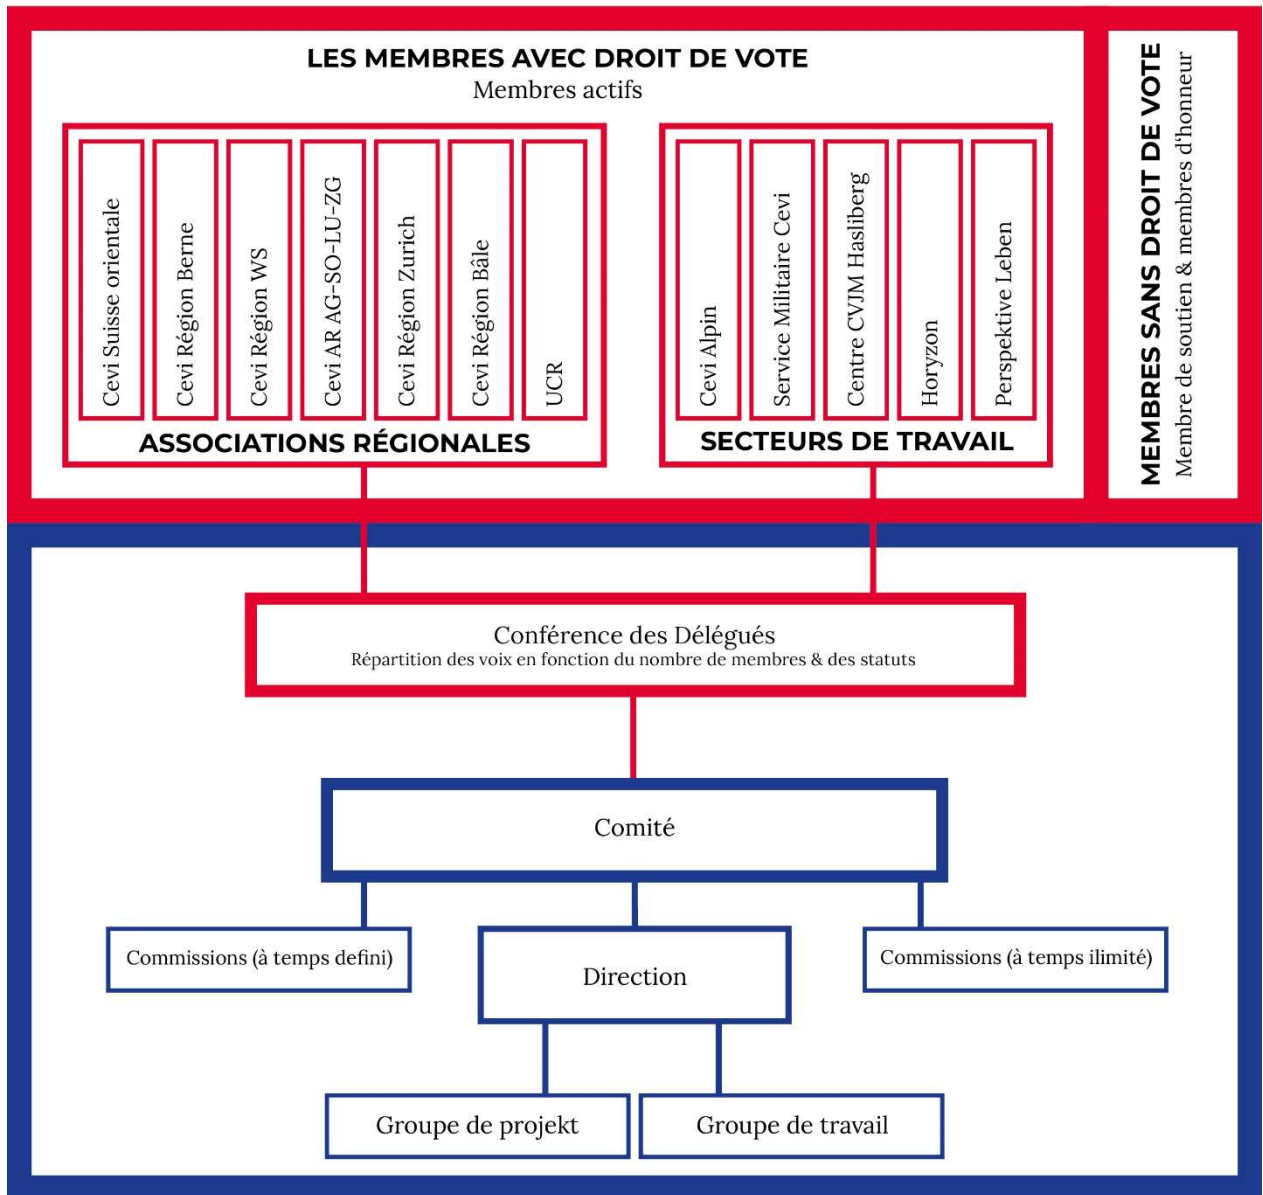 LES MEMBRES AVEC DROIT DE VOTE
Membres actifs
Cevi Suisse orientale
Cevi Région Berne
Cevi Région WS
Cevi AR AG-SO-LU-ZG
Cevi Région Zurich
Cevi Région Bâle
UCR
ASSOCIATIONS RÉGIONALES
Cevi Alpin
Service Militaire Cevi
Centre CVJM Hasliberg
Horyzon
Perspektive Leben
SECTEURS DE TRAVAIL
MEMBRES SANS DROIT DE VOTE
Membre de soutien & membres d'honneur
Conférence des Délégués
Répartition des voix en fonction du nombre de membres & des statuts
Comité
Commissions (à temps defini)
Direction
Commissions (à temps ilimité)
Groupe de projekt
Groupe de travail